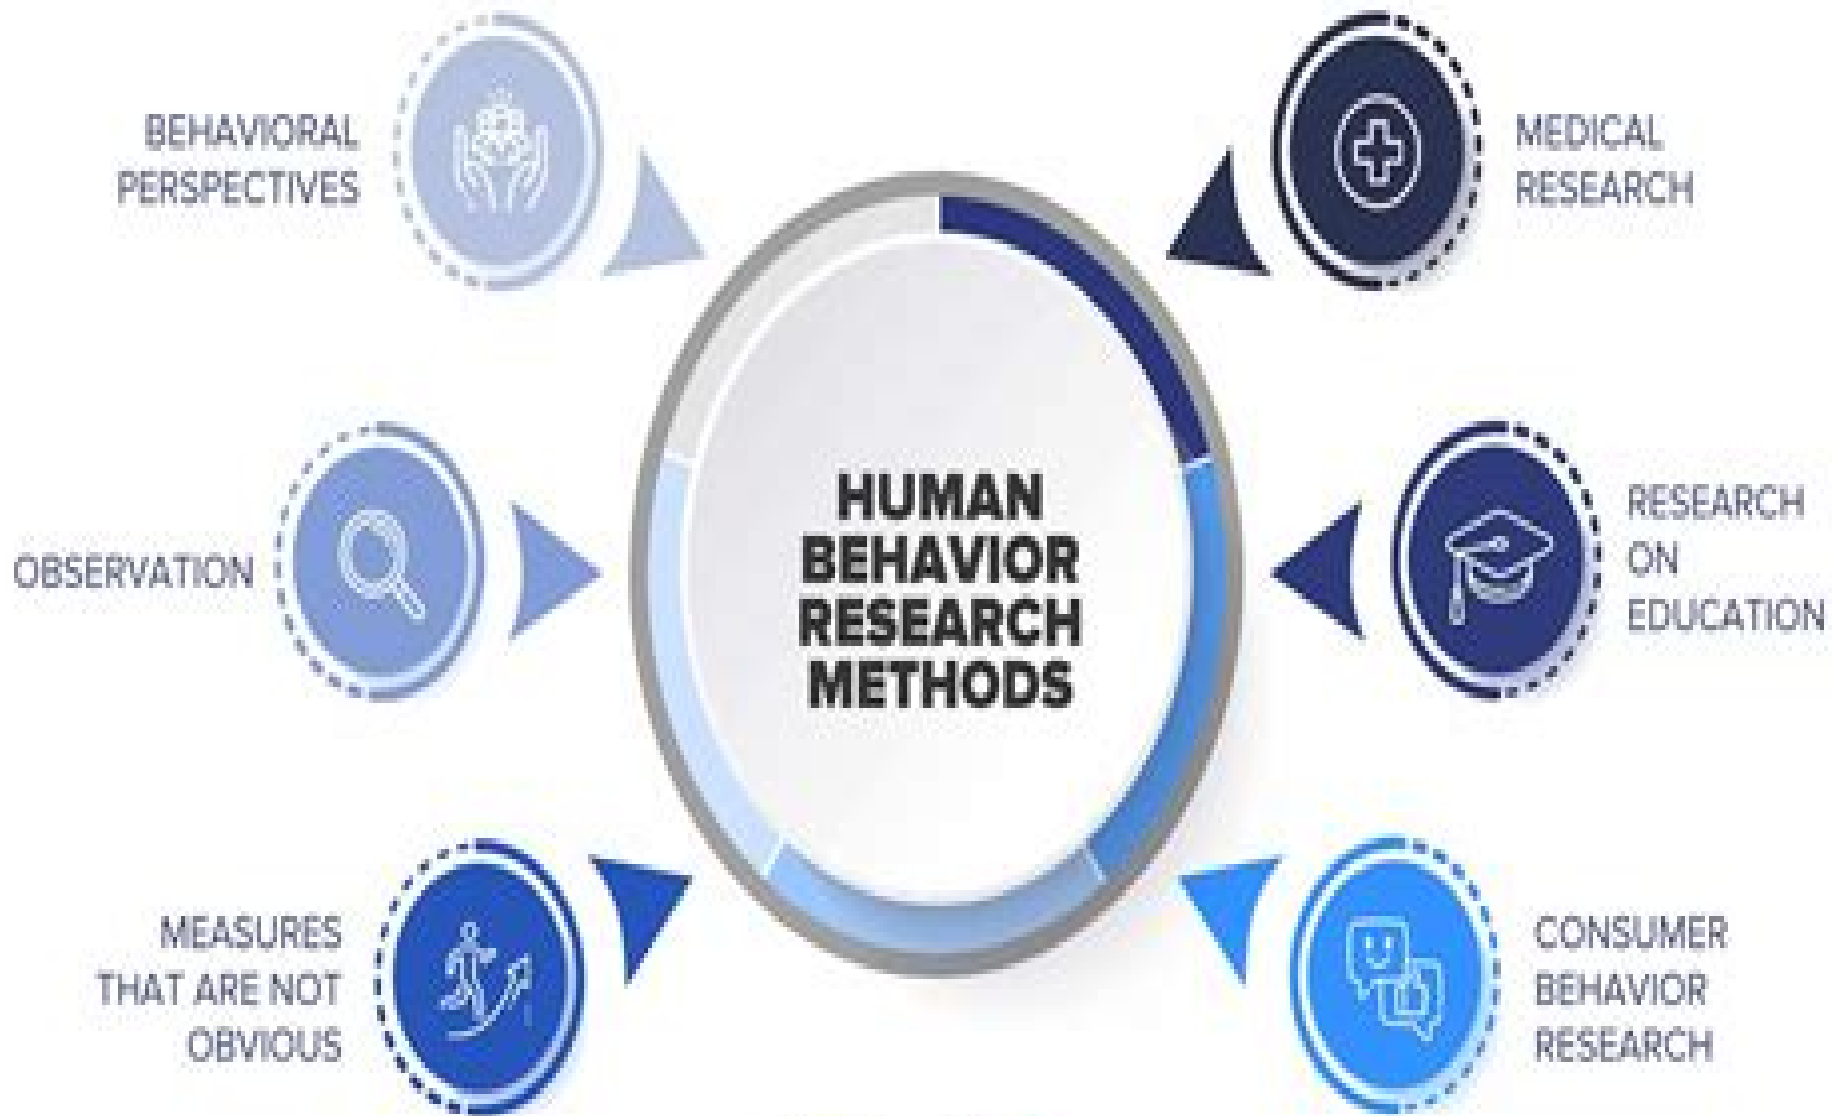 BEHAVIORAL
PERSPECTIVES
MEDICAL
RESEARCH
OBSERVATION
HUMAN
BEHAVIOR
RESEARCH
METHODS
RESEARCH
ON
EDUCATION
MEASURES
THAT ARE NOT
OBVIOUS
CONSUMER
BEHAVIOR
RESEARCH